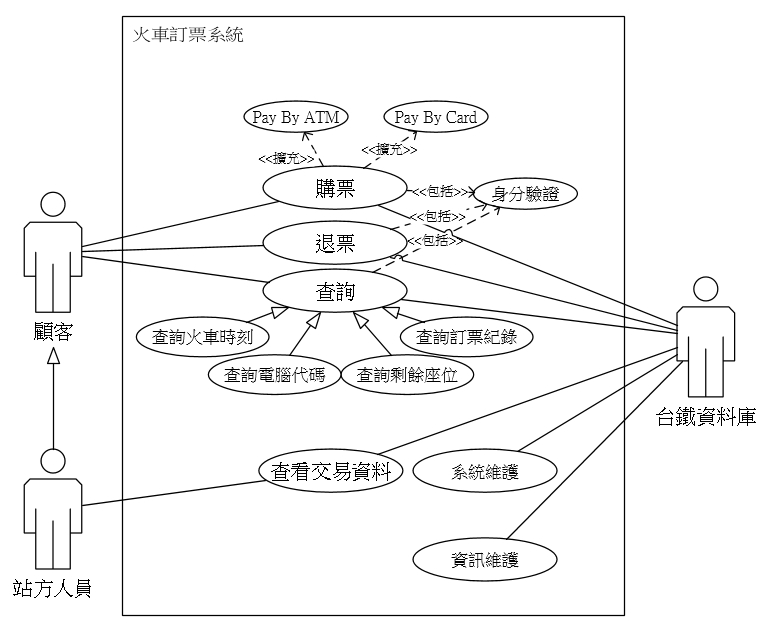 火車訂票系統
Pay By ATM
Pay By Card
<<擴充>>
<<擴充>>
購票
<<包括>>
身分驗證
<<包括>>
退票
<<包括>>
查詢
顧客
查詢火車時刻
查詢訂票紀錄
查詢電腦代碼
查詢剩餘座位
台鐵資料庫
查看交易資料
系統維護
資訊維護
站方人員